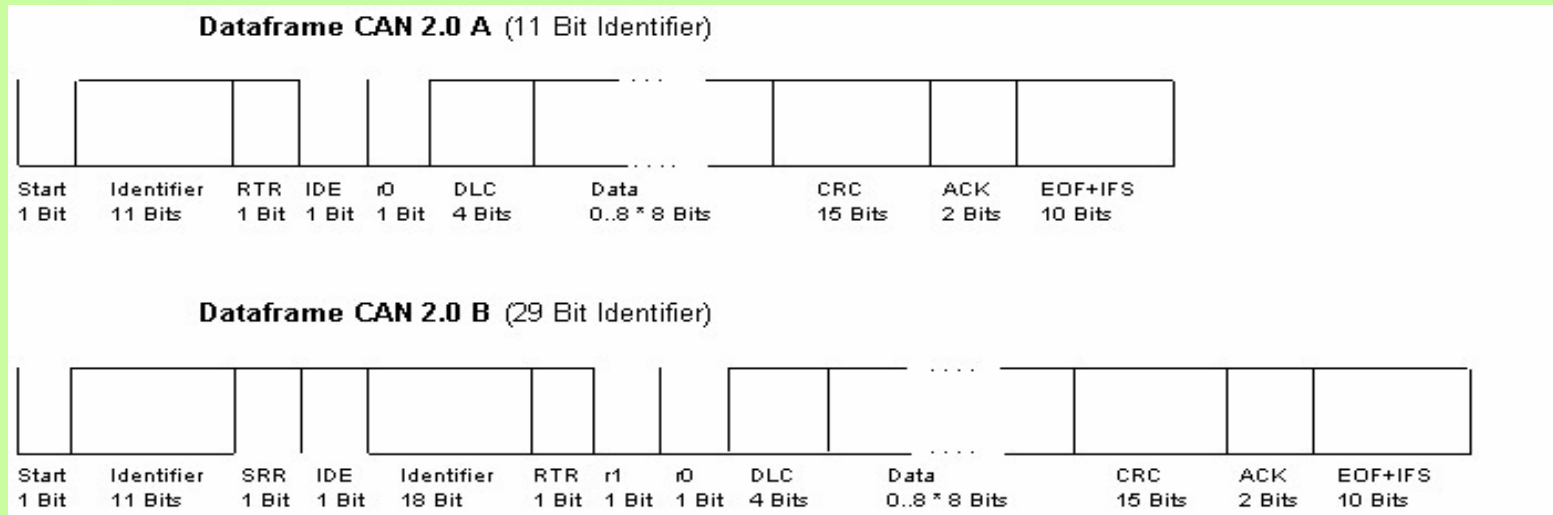 Dataframe CAN 2.0 A (11 Bit Identifier)
Start Identifier RTR IDE r0 DLC Data CRC ACK EOF+IFS
1 Bit 11 Bits 1 Bit 1 Bit 1 Bit 4 Bits 0..8 * 8 Bits 15 Bits 2 Bits 10 Bits
Dataframe CAN 2.0 B (29 Bit Identifier)
Start Identifier SRR IDE Identifier RTR r1 r0 DLC Data CRC ACK EOF+IFS
1 Bit 11 Bits 1 Bit 1 Bit 18 Bit 1 Bit 1 Bit 1 Bit 4 Bits 0..8 * 8 Bits 15 Bits 2 Bits 10 Bits